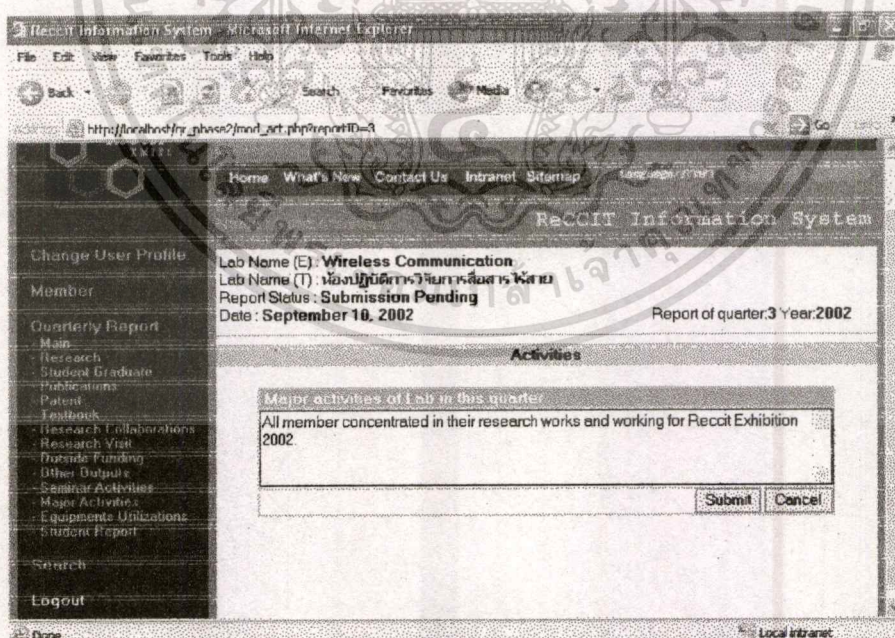 Reccit Information System - Microsoft Internet Explorer
File Edit View Favorites Tools Help
Back Search Favorites Media
http://localhost/rr_phase2/mod_act.php?reportID=3 Go
Home What's New Contact Us Intranet Sitemap
ReCCIT Information System
Change User Profile
Member
Quarterly Report
- Main
- Research
- Student Graduate
- Publications
- Patent
- Textbook
- Research Collaborations
- Research Visit
- Outside Funding
- Other Outputs
- Seminar Activities
- Major Activities
- Equipments Utilizations
- Student Report
Search
Logout
Lab Name (E) : Wireless Communication
Lab Name (T) : ห้องปฏิบัติการวิจัยการสื่อสารไร้สาย
Report Status : Submission Pending
Date : September 10, 2002 Report of quarter:3 Year:2002
Activities
Major activities of Lab in this quarter
All member concentrated in their research works and working for Reccit Exhibition
2002.
Submit Cancel
Done Local intranet